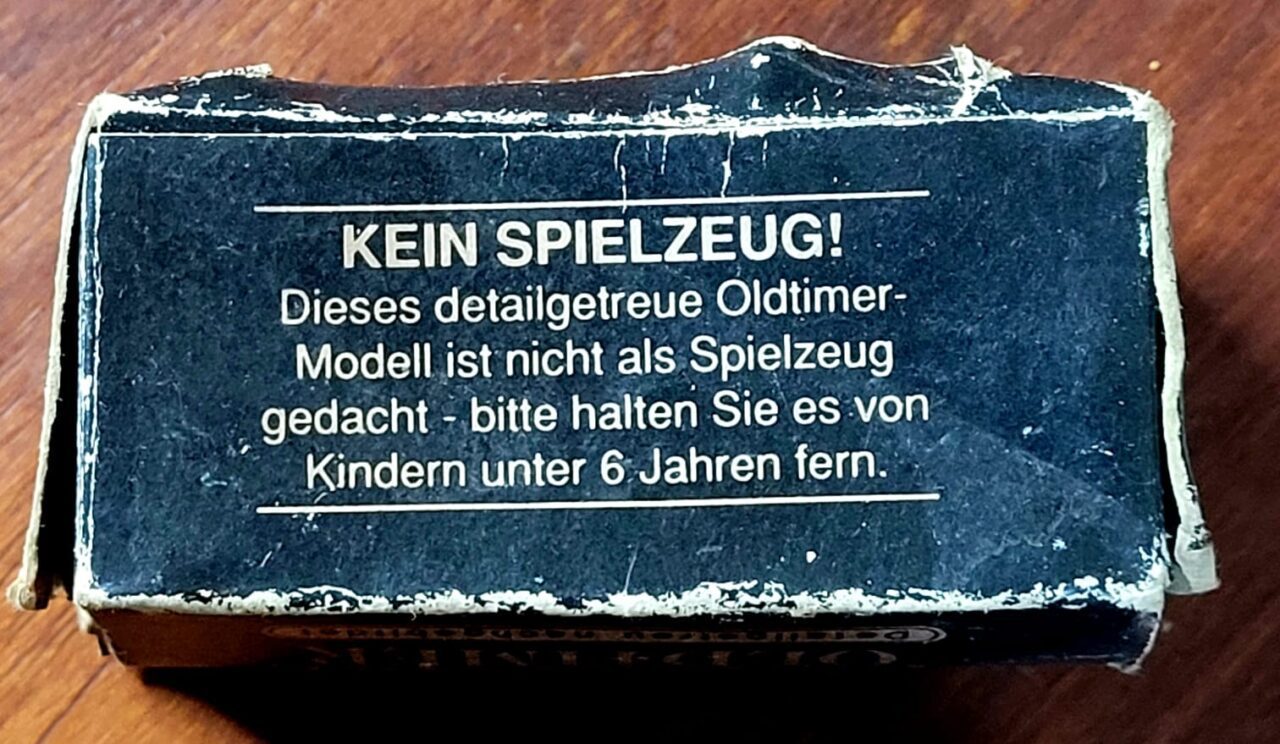 KEIN SPIELZEUG!
Dieses detailgetreue Oldtimer-
Modell ist nicht als Spielzeug
gedacht - bitte halten Sie es von
Kindern unter 6 Jahren fern.